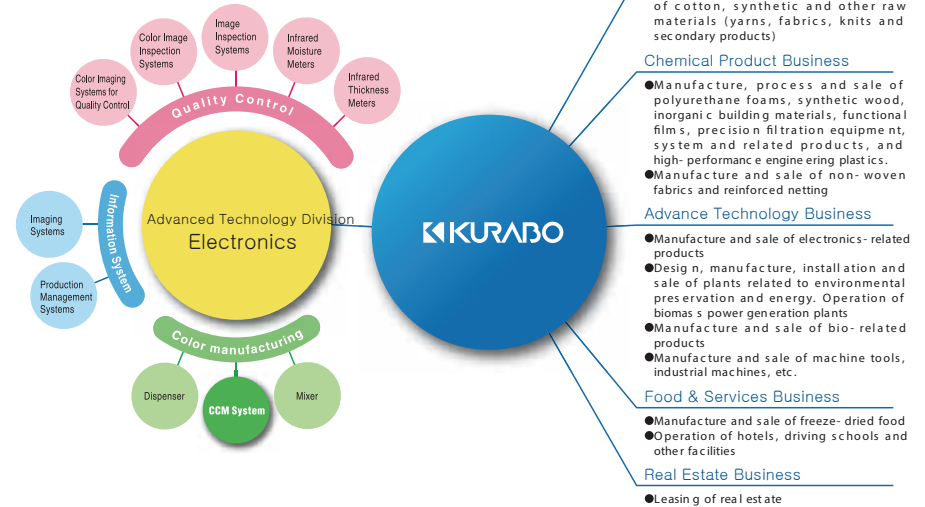 Image
Inspection
Systems
Color Image
Inspection
Systems
Infrared
Moisture
Meters
Color Imaging
Systems for
Quality Control
Infrared
Thickness
Meters
Quality Control
Imaging
Systems
Production
Management
Systems
Information System
Advanced Technology Division
Electronics
Color manufacturing
Dispenser
CCM System
Mixer
KURABO
of cotton, synthetic and other raw
materials (yarns, fabrics, knits and
secondary products)
Chemical Product Business
●Manufacture, process and sale of
polyurethane foams, synthetic wood,
inorganic building materials, functional
films, precision filtration equipment,
system and related products, and
high-performance engineering plastics.
●Manufacture and sale of non-woven
fabrics and reinforced netting
Advance Technology Business
●Manufacture and sale of electronics-related
products
●Design, manufacture, installation and
sale of plants related to environmental
preservation and energy. Operation of
biomass power generation plants
●Manufacture and sale of bio-related
products
●Manufacture and sale of machine tools,
industrial machines, etc.
Food & Services Business
●Manufacture and sale of freeze-dried food
●Operation of hotels, driving schools and
other facilities
Real Estate Business
●Leasing of real estate